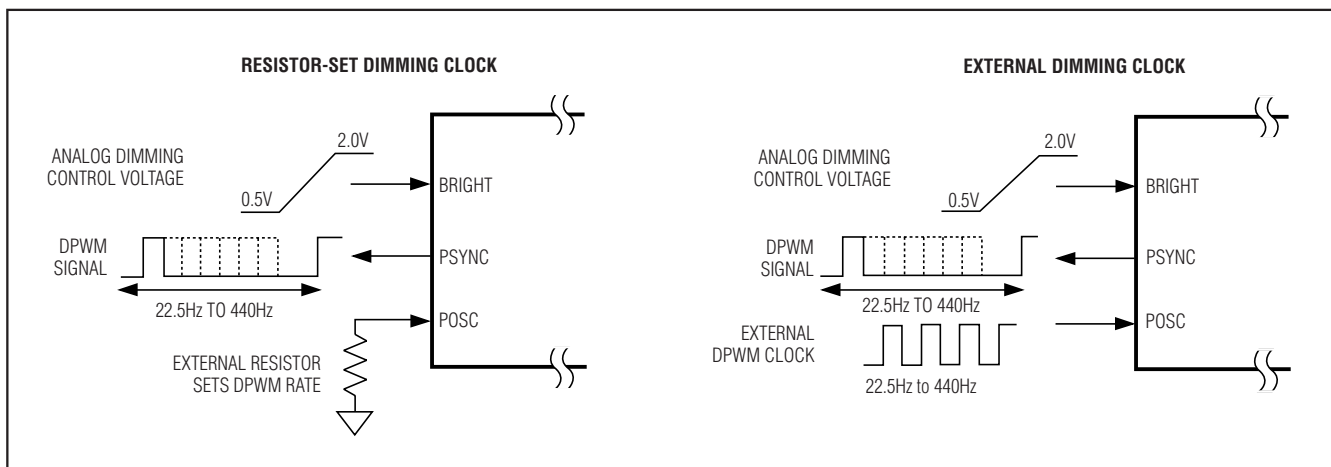 RESISTOR-SET DIMMING CLOCK
ANALOG DIMMING
CONTROL VOLTAGE
2.0V
0.5V
BRIGHT
DPWM
SIGNAL
PSYNC
22.5Hz TO 440Hz
POSC
EXTERNAL RESISTOR
SETS DPWM RATE
EXTERNAL DIMMING CLOCK
ANALOG DIMMING
CONTROL VOLTAGE
2.0V
0.5V
BRIGHT
DPWM
SIGNAL
PSYNC
22.5Hz TO 440Hz
EXTERNAL
DPWM CLOCK
POSC
22.5Hz to 440Hz